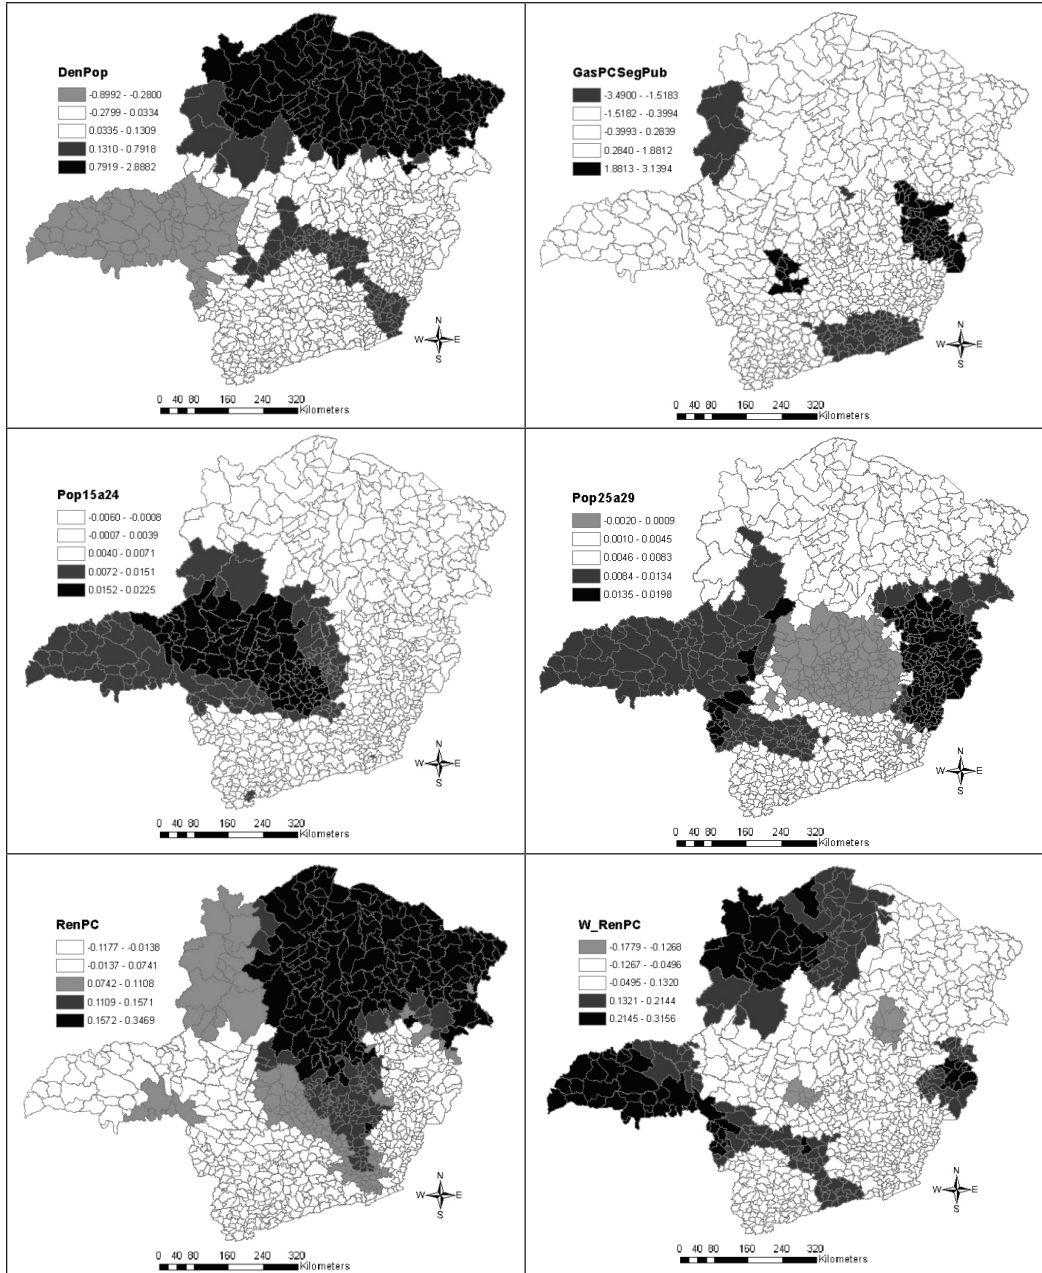 DenPop
-0.8992 - -0.2800
-0.2799 - 0.0334
0.0335 - 0.1309
0.1310 - 0.7918
0.7919 - 2.8882
N
W E
S
0 40 80 160 240 320
Kilometers
GasPCSegPub
-3.4900 - -1.5183
-1.5182 - -0.3994
-0.3993 - 0.2839
0.2840 - 1.8812
1.8813 - 3.1394
N
W E
S
0 40 80 160 240 320
Kilometers
Pop15a24
-0.0060 - -0.0008
-0.0007 - 0.0039
0.0040 - 0.0071
0.0072 - 0.0151
0.0152 - 0.0225
N
W E
S
0 40 80 160 240 320
Kilometers
Pop25a29
-0.0020 - 0.0009
0.0010 - 0.0045
0.0046 - 0.0083
0.0084 - 0.0134
0.0135 - 0.0198
N
W E
S
0 40 80 160 240 320
Kilometers
RenPC
-0.1177 - -0.0138
-0.0137 - 0.0741
0.0742 - 0.1108
0.1109 - 0.1571
0.1572 - 0.3469
N
W E
S
0 40 80 160 240 320
Kilometers
W_RenPC
-0.1779 - -0.1268
-0.1267 - -0.0496
-0.0495 - 0.1320
0.1321 - 0.2144
0.2145 - 0.3156
N
W E
S
0 40 80 160 240 320
Kilometers